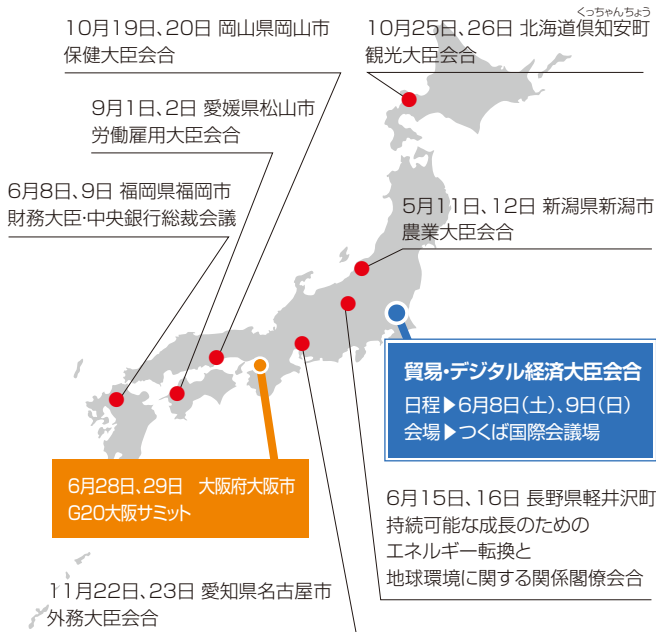 10月19日、20日 岡山県岡山市
保健大臣会合
くっちゃんちょう
10月25日、26日 北海道倶知安町
観光大臣会合
9月1日、2日 愛媛県松山市
労働雇用大臣会合
6月8日、9日 福岡県福岡市
財務大臣・中央銀行総裁会議
5月11日、12日 新潟県新潟市
農業大臣会合
貿易・デジタル経済大臣会合
日程▶6月8日(土)、9日(日)
会場▶つくば国際会議場
6月28日、29日 大阪府大阪市
G20大阪サミット
6月15日、16日 長野県軽井沢町
持続可能な成長のための
エネルギー転換と
地球環境に関する関係閣僚会合
11月22日、23日 愛知県名古屋市
外務大臣会合